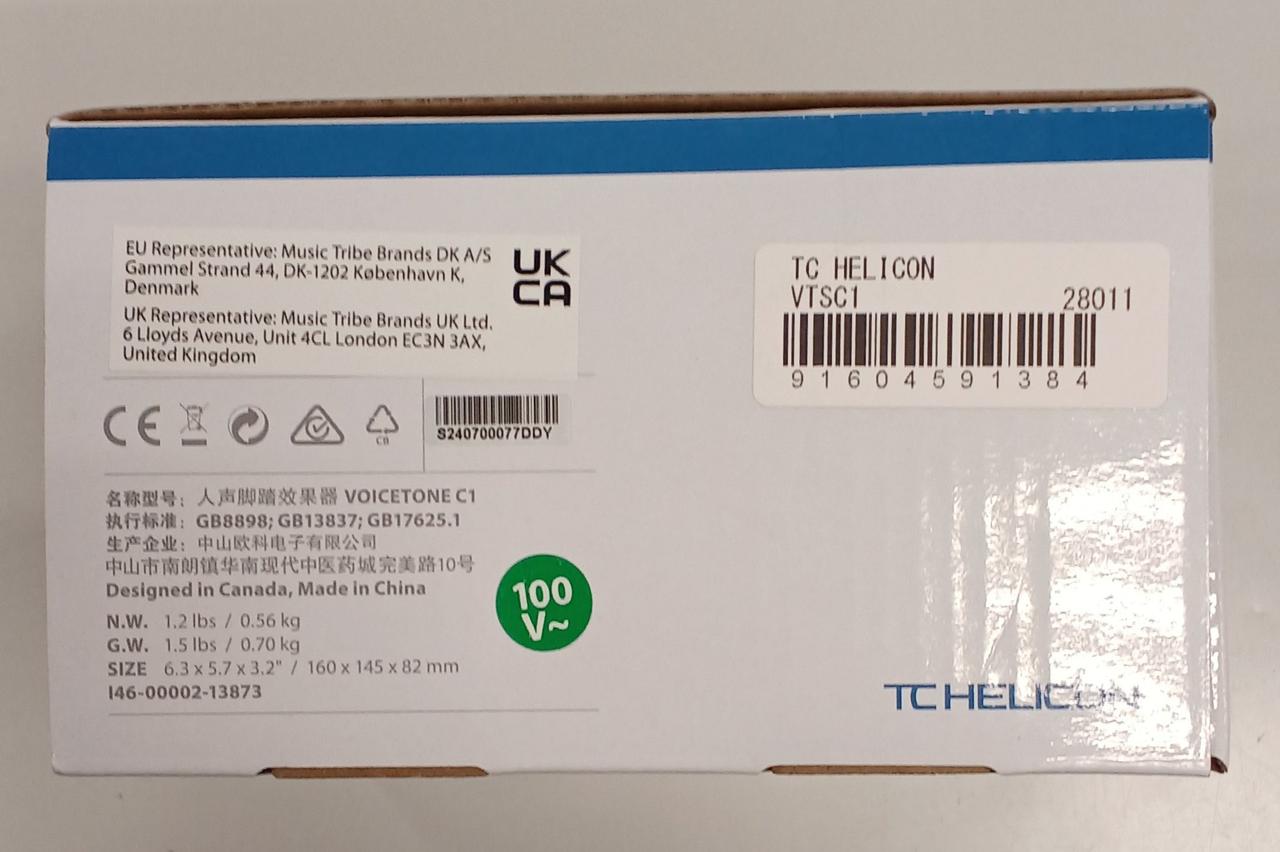 EU Representative: Music Tribe Brands DK A/S
Gammel Strand 44, DK-1202 København K,
Denmark
UK Representative: Music Tribe Brands UK Ltd.
6 Lloyds Avenue, Unit 4CL London EC3N 3AX,
United Kingdom
UK
CA
TC HELICON
VTSC1 28011
91604591384
CE
CB
S240700077DDY
名称型号：人声脚踏效果器 VOICETONE C1
执行标准：GB8898; GB13837; GB17625.1
生产企业：中山欧科电子有限公司
中山市南朗镇华南现代中医药城完美路10号
Designed in Canada, Made in China
100
V~
N.W. 1.2 lbs / 0.56 kg
G.W. 1.5 lbs / 0.70 kg
SIZE 6.3 x 5.7 x 3.2" / 160 x 145 x 82 mm
I46-00002-13873
TC HELICON